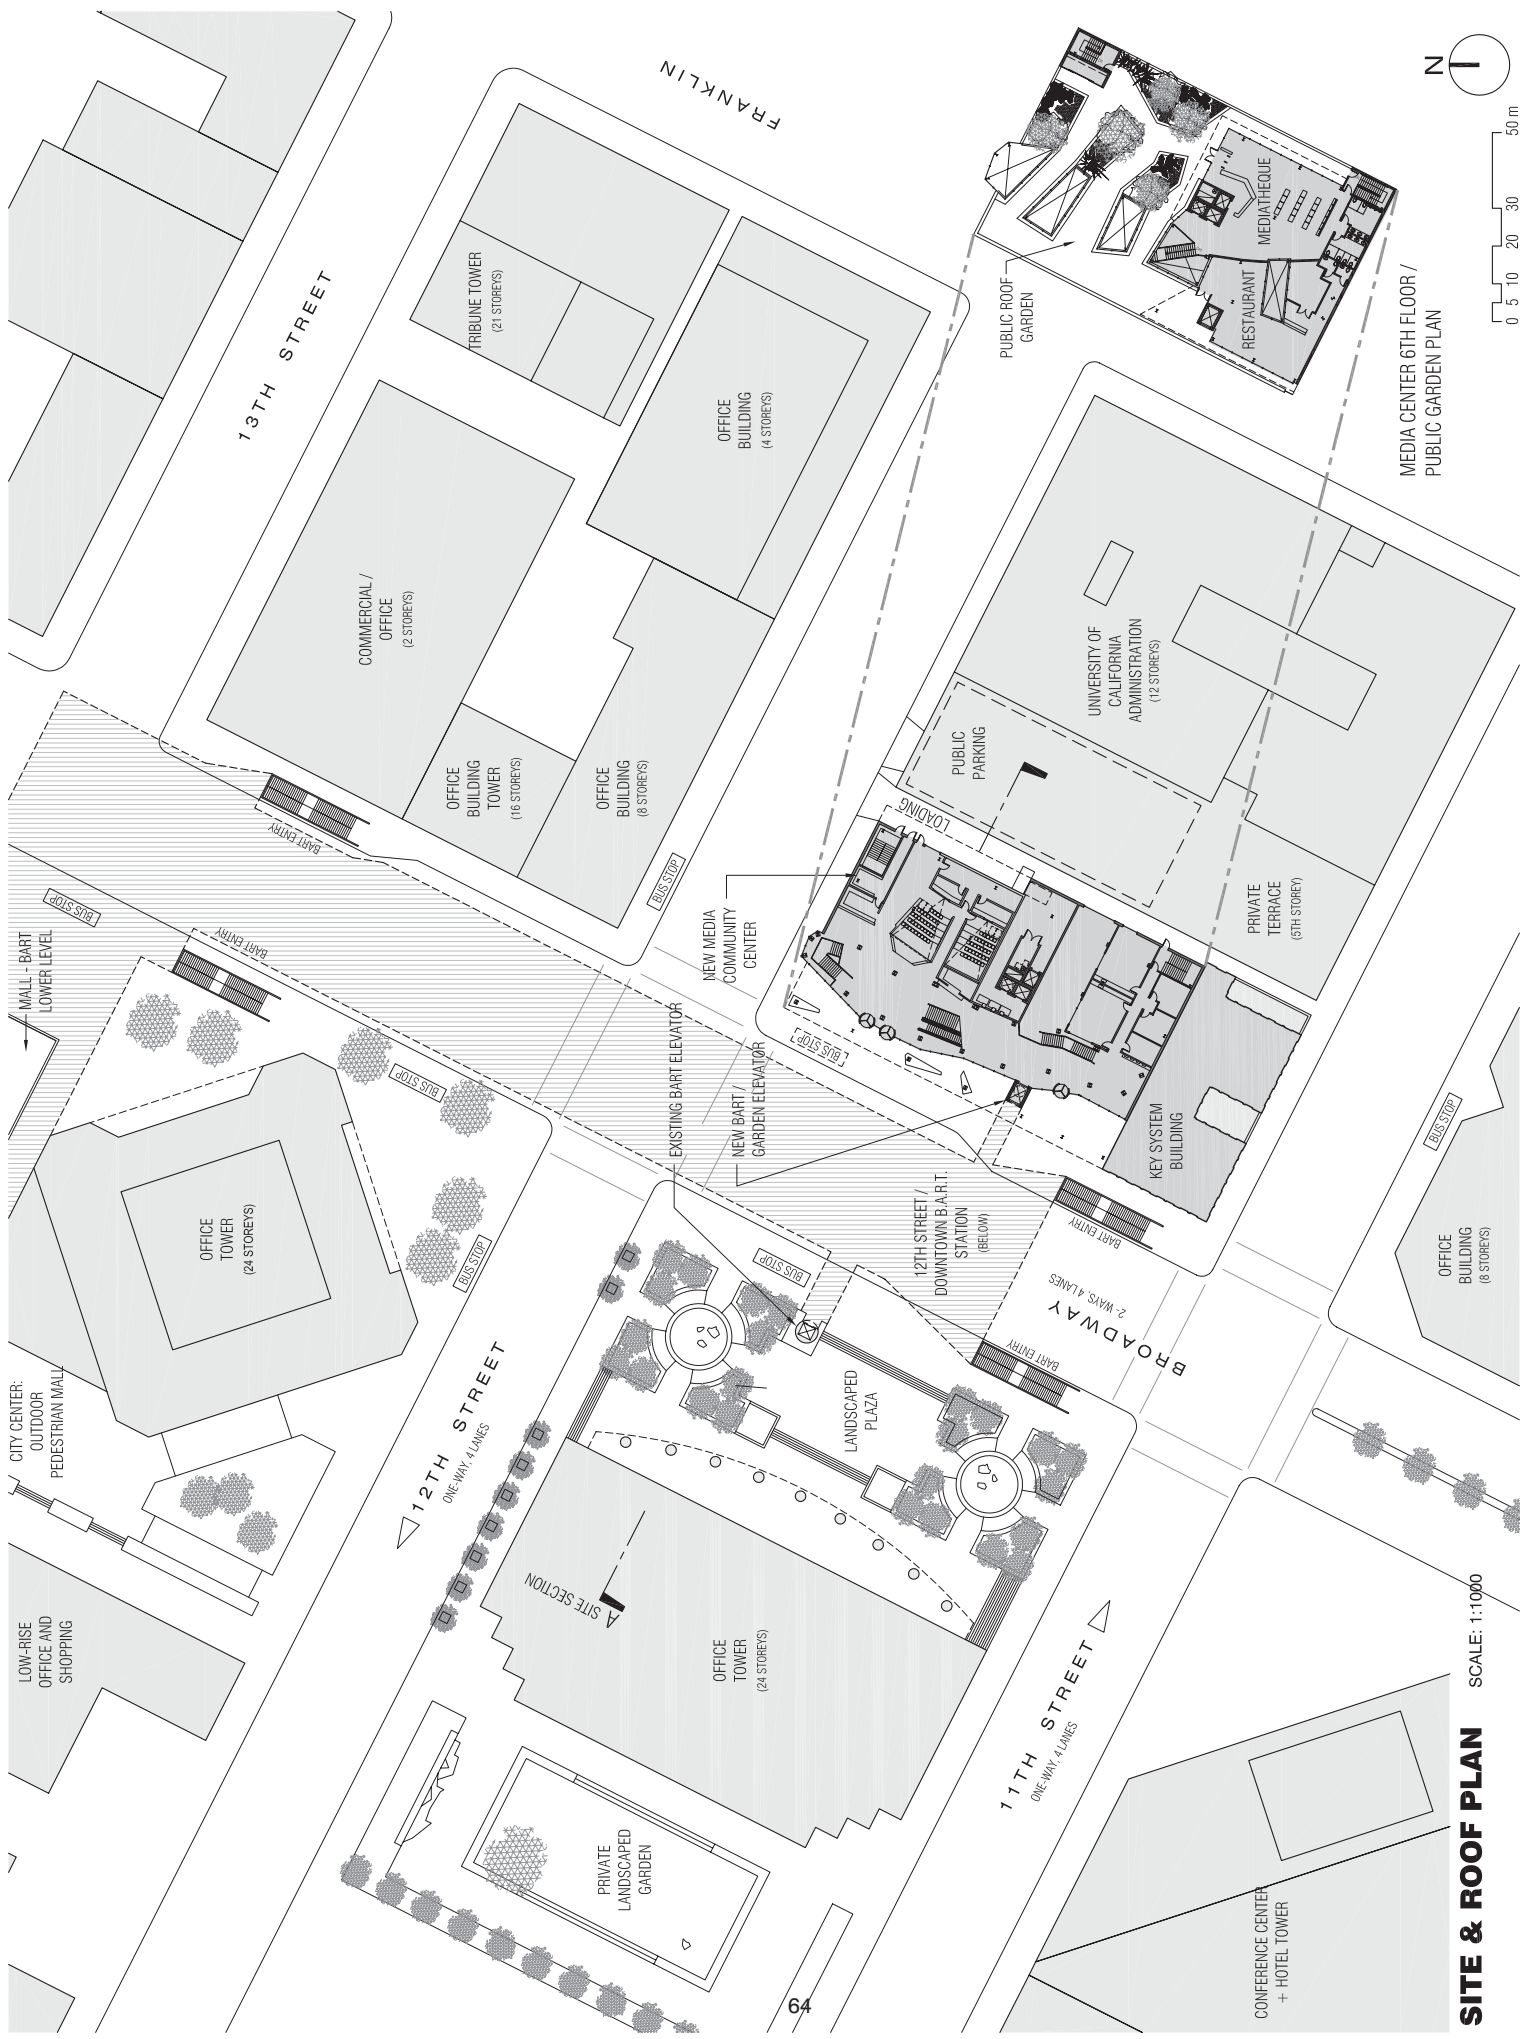 FRANKLIN
13TH STREET
TRIBUNE TOWER
(21 STOREYS)
OFFICE
BUILDING
(4 STOREYS)
COMMERCIAL /
OFFICE
(2 STOREYS)
OFFICE
BUILDING
TOWER
(16 STOREYS)
OFFICE
BUILDING
(8 STOREYS)
BUS STOP
BART ENTRY
BUS STOP
MALL - BART
LOWER LEVEL
BART ENTRY
BUS STOP
OFFICE
TOWER
(24 STOREYS)
BUS STOP
CITY CENTER:
OUTDOOR
PEDESTRIAN MALL
LOW-RISE
OFFICE AND
SHOPPING
12TH STREET
ONE-WAY, 4 LANES
N
0 5 10 20 30 50 m
MEDIATHEQUE
RESTAURANT
PUBLIC ROOF
GARDEN
MEDIA CENTER 6TH FLOOR /
PUBLIC GARDEN PLAN
UNIVERSITY OF
CALIFORNIA
ADMINISTRATION
(12 STOREYS)
PUBLIC
PARKING
LOADING
PRIVATE
TERRACE
(5TH STOREY)
NEW MEDIA
COMMUNITY
CENTER
BUS STOP
EXISTING BART ELEVATOR
NEW BART /
GARDEN ELEVATOR
KEY SYSTEM
BUILDING
12TH STREET /
DOWNTOWN B.A.R.T.
STATION
(BELOW)
BART ENTRY
BUS STOP
BROADWAY
2- WAYS, 4 LANES
BART ENTRY
BUS STOP
OFFICE
BUILDING
(8 STOREYS)
LANDSCAPED
PLAZA
SITE SECTION
A
OFFICE
TOWER
(24 STOREYS)
11TH STREET
ONE-WAY, 4 LANES
PRIVATE
LANDSCAPED
GARDEN
CONFERENCE CENTER
+ HOTEL TOWER
SITE & ROOF PLAN SCALE: 1:1000
64